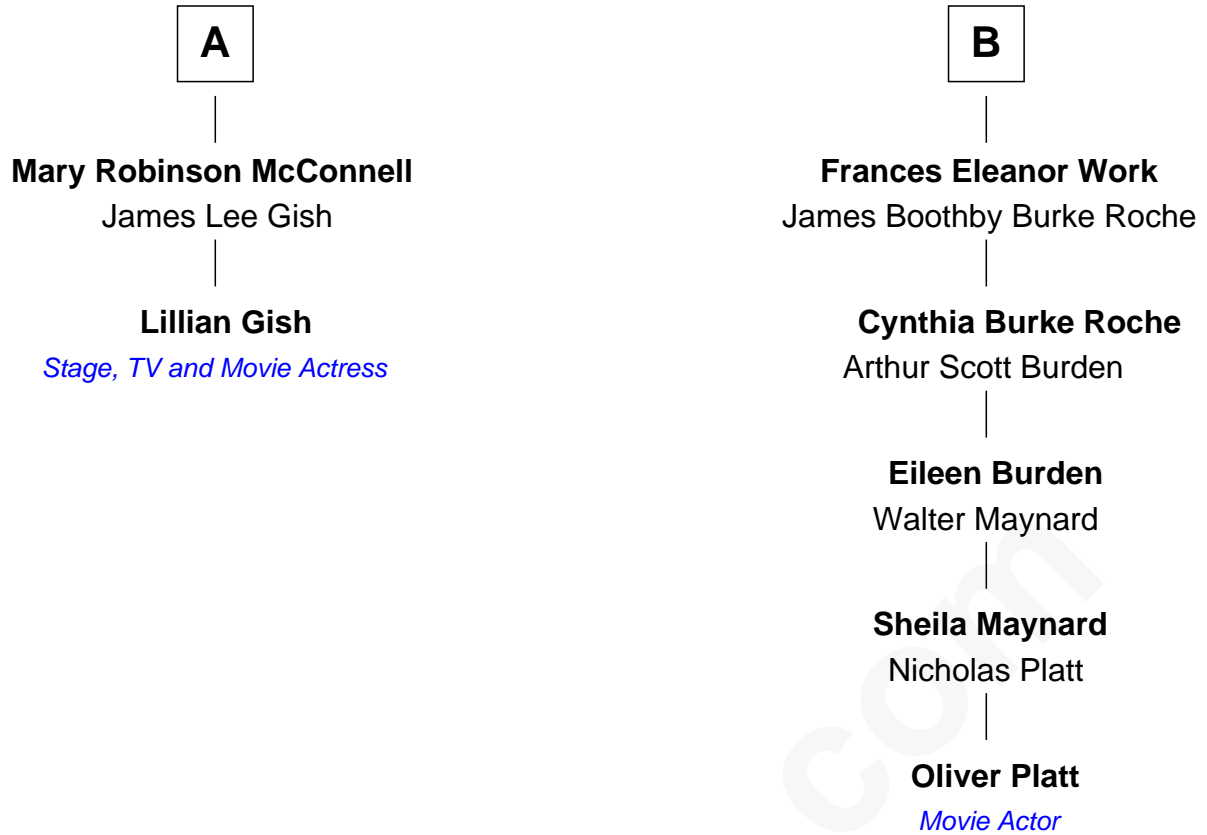 A
Mary Robinson McConnell
James Lee Gish
Lillian Gish
Stage, TV and Movie Actress
B
Frances Eleanor Work
James Boothby Burke Roche
Cynthia Burke Roche
Arthur Scott Burden
Eileen Burden
Walter Maynard
Sheila Maynard
Nicholas Platt
Oliver Platt
Movie Actor
com